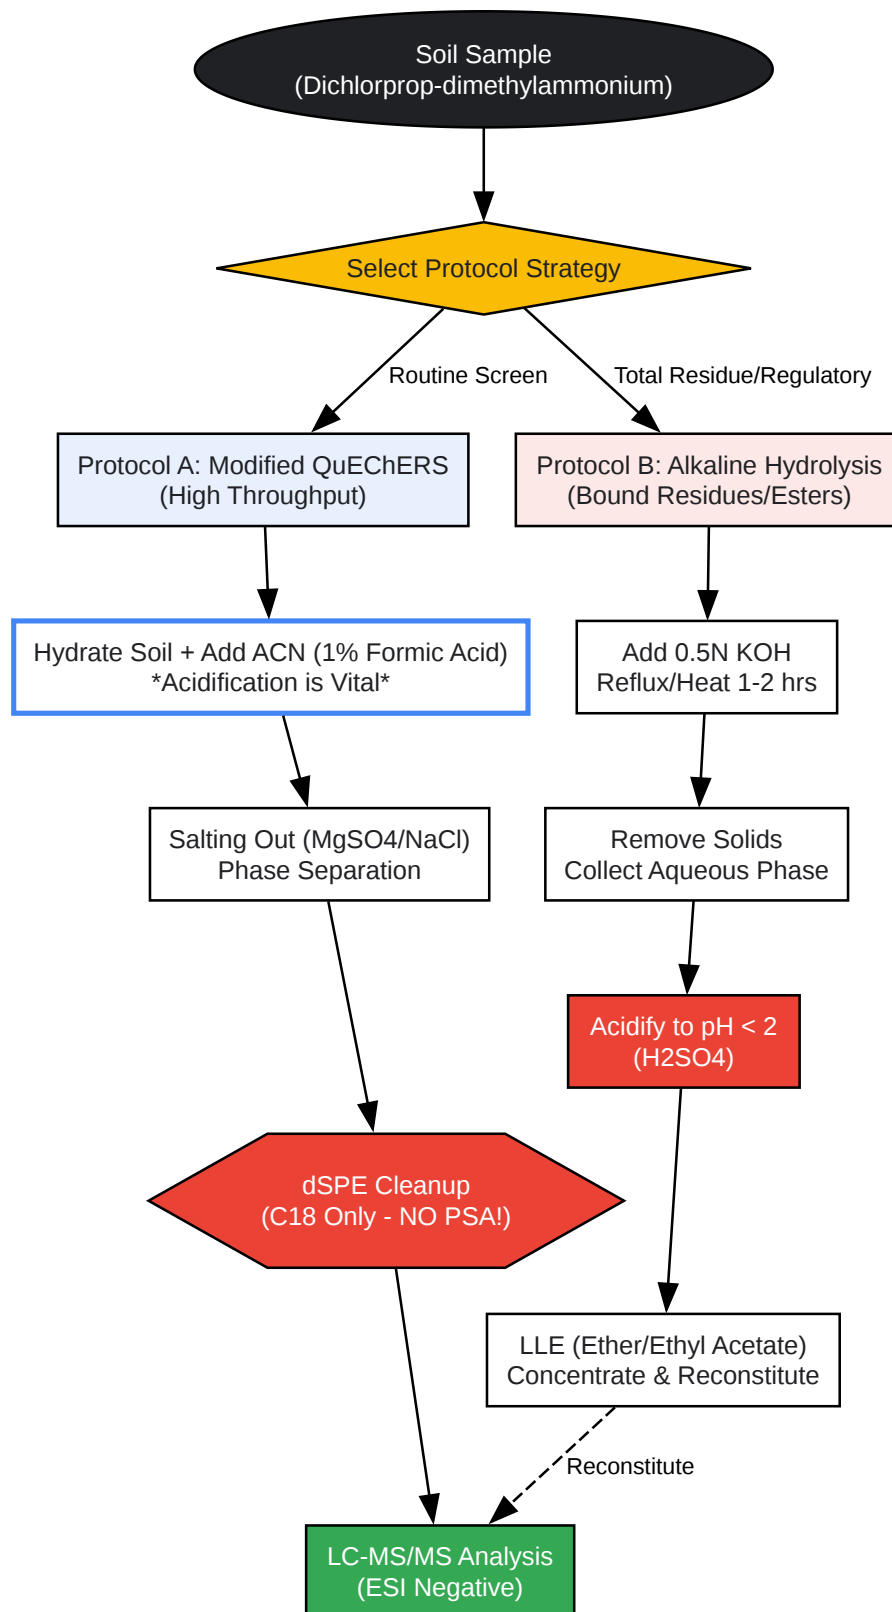 Soil Sample
(Dichlorprop-dimethylammonium)
Select Protocol Strategy
Routine Screen
Total Residue/Regulatory
Protocol A: Modified QuEChERS
(High Throughput)
Protocol B: Alkaline Hydrolysis
(Bound Residues/Esters)
Hydrate Soil + Add ACN (1% Formic Acid)
*Acidification is Vital*
Add 0.5N KOH
Reflux/Heat 1-2 hrs
Salting Out (MgSO4/NaCl)
Phase Separation
Remove Solids
Collect Aqueous Phase
Acidify to pH < 2
(H2SO4)
dSPE Cleanup
(C18 Only - NO PSA!)
LLE (Ether/Ethyl Acetate)
Concentrate & Reconstitute
Reconstitute
LC-MS/MS Analysis
(ESI Negative)